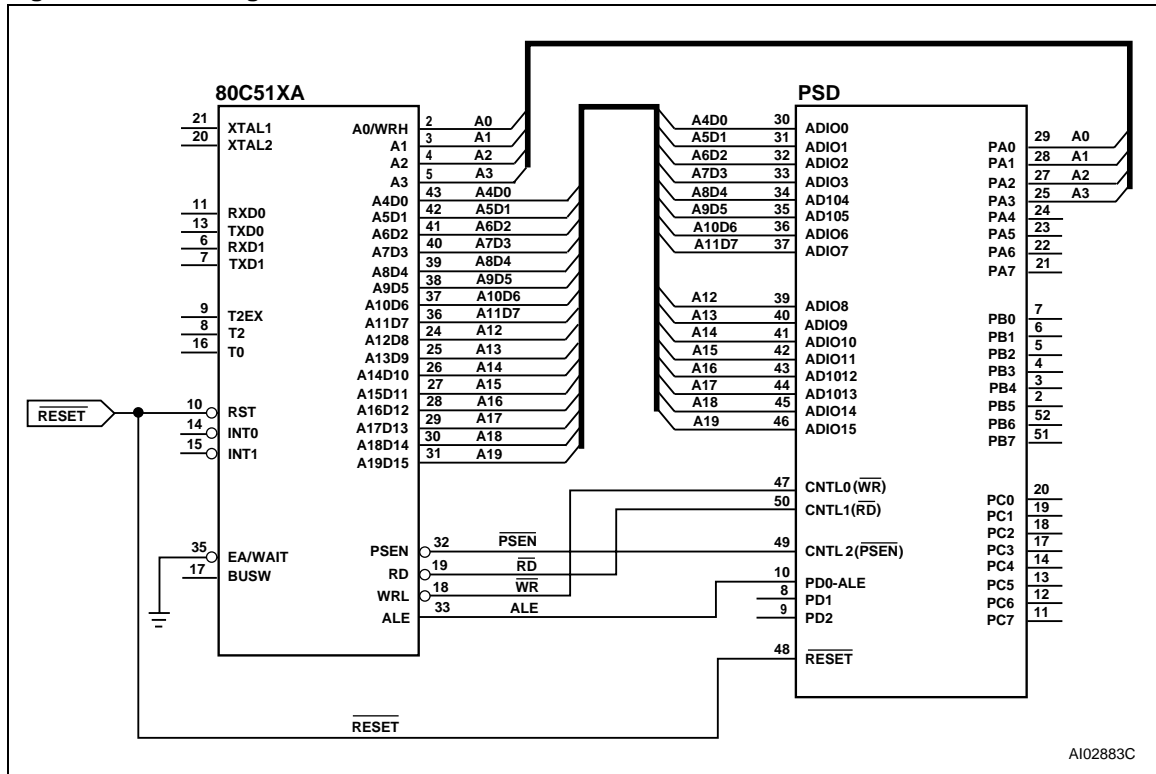 80C51XA
21 XTAL1
20 XTAL2
11 RXD0
13 TXD0
6 RXD1
7 TXD1
9 T2EX
8 T2
16 T0
RESET
10 RST
14 INT0
15 INT1
35 EA/WAIT
17 BUSW
A0/WRH 2 A0
A1 3 A1
A2 4 A2
A3 5 A3
A4D0 43 A4D0
A5D1 42 A5D1
A6D2 41 A6D2
A7D3 40 A7D3
A8D4 39 A8D4
A9D5 38 A9D5
A10D6 37 A10D6
A11D7 36 A11D7
A12D8 24 A12
A13D9 25 A13
A14D10 26 A14
A15D11 27 A15
A16D12 28 A16
A17D13 29 A17
A18D14 30 A18
A19D15 31 A19
PSEN 32 PSEN
RD 19 RD
WRL 18 WR
ALE 33 ALE
RESET
PSD
A4D0 30 ADIO0
A5D1 31 ADIO1
A6D2 32 ADIO2
A7D3 33 ADIO3
A8D4 34 AD104
A9D5 35 AD105
A10D6 36 ADIO6
A11D7 37 ADIO7
A12 39 ADIO8
A13 40 ADIO9
A14 41 ADIO10
A15 42 ADIO11
A16 43 AD1012
A17 44 AD1013
A18 45 ADIO14
A19 46 ADIO15
47 CNTL0(WR)
50 CNTL1(RD)
49 CNTL2(PSEN)
10 PD0-ALE
8 PD1
9 PD2
48 RESET
PA0 29 A0
PA1 28 A1
PA2 27 A2
PA3 25 A3
PA4 24
PA5 23
PA6 22
PA7 21
PB0 7
PB1 6
PB2 5
PB3 4
PB4 3
PB5 2
PB6 52
PB7 51
PC0 20
PC1 19
PC2 18
PC3 17
PC4 14
PC5 13
PC6 12
PC7 11
AI02883C